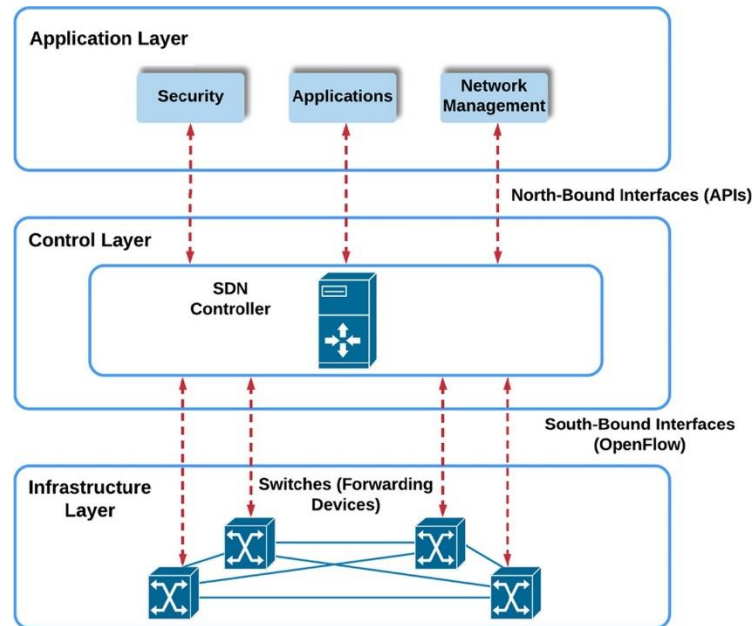 Application Layer
Security
Applications
Network
Management
North-Bound Interfaces (APIs)
Control Layer
SDN
Controller
South-Bound Interfaces
(OpenFlow)
Infrastructure
Layer
Switches (Forwarding
Devices)